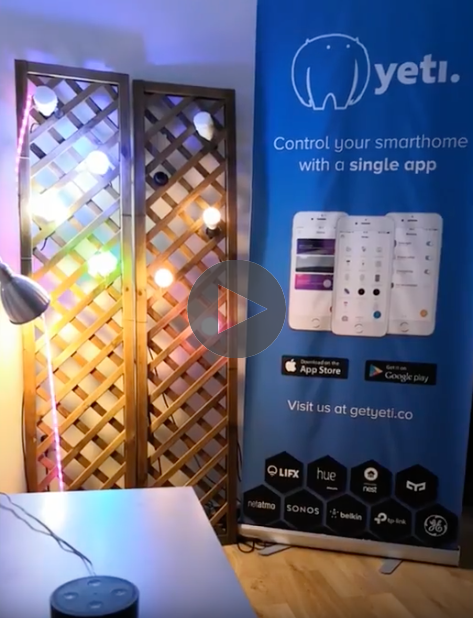 yeti.
Control your smarthome
with a single app
Download on the
App Store
Get it on
Google play
Visit us at getyeti.co
LIFX
hue
nest
netatmo
SONOS
belkin
tp-link
GE